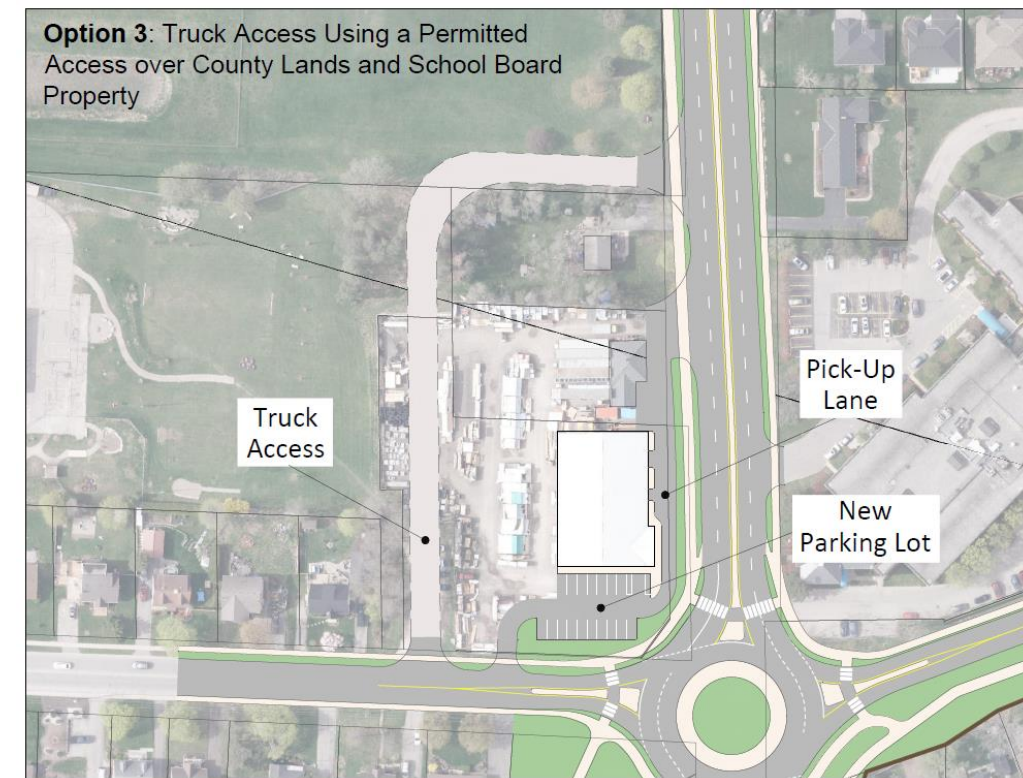 Option 3: Truck Access Using a Permitted
Access over County Lands and School Board
Property
Pick-Up
Lane
Truck
Access
New
Parking Lot